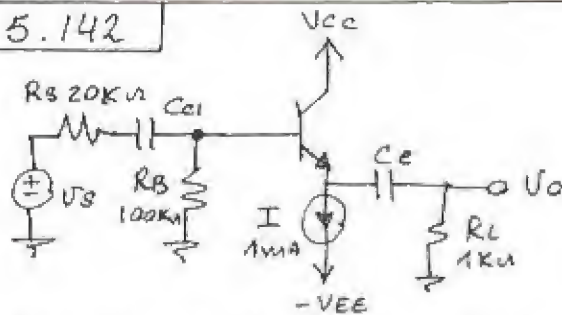 5.142
Vcc
Rs 20KΩ
Cc1
Vs
RB
100KΩ
I
1mA
Ce
Vo
RL
1KΩ
-VEE